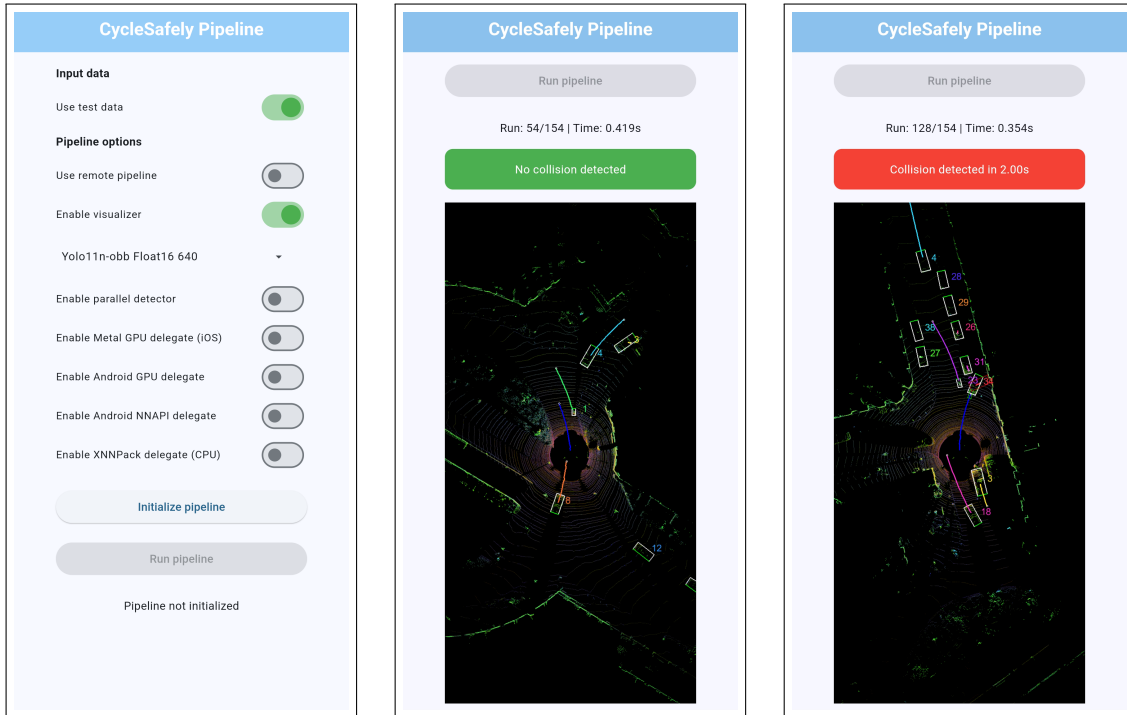 CycleSafely Pipeline
Input data
Use test data
Pipeline options
Use remote pipeline
Enable visualizer
Yolo11n-obb Float16 640
Enable parallel detector
Enable Metal GPU delegate (iOS)
Enable Android GPU delegate
Enable Android NNAPI delegate
Enable XNNPack delegate (CPU)
Initialize pipeline
Run pipeline
Pipeline not initialized
CycleSafely Pipeline
Run pipeline
Run: 54/154 | Time: 0.419s
No collision detected
4
3
1
8
12
CycleSafely Pipeline
Run pipeline
Run: 128/154 | Time: 0.354s
Collision detected in 2.00s
4
28
29
38
26
27
31
34
3
18